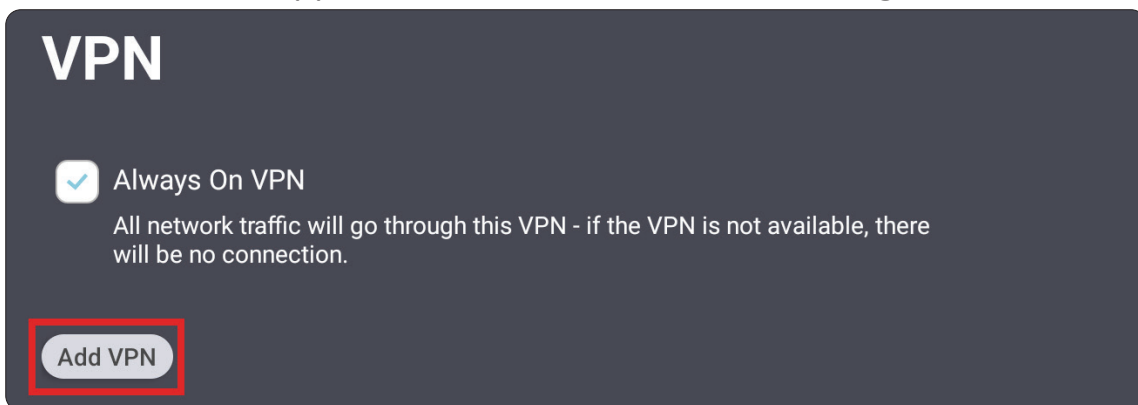 VPN
Always On VPN
All network traffic will go through this VPN - if the VPN is not available, there
will be no connection.
Add VPN